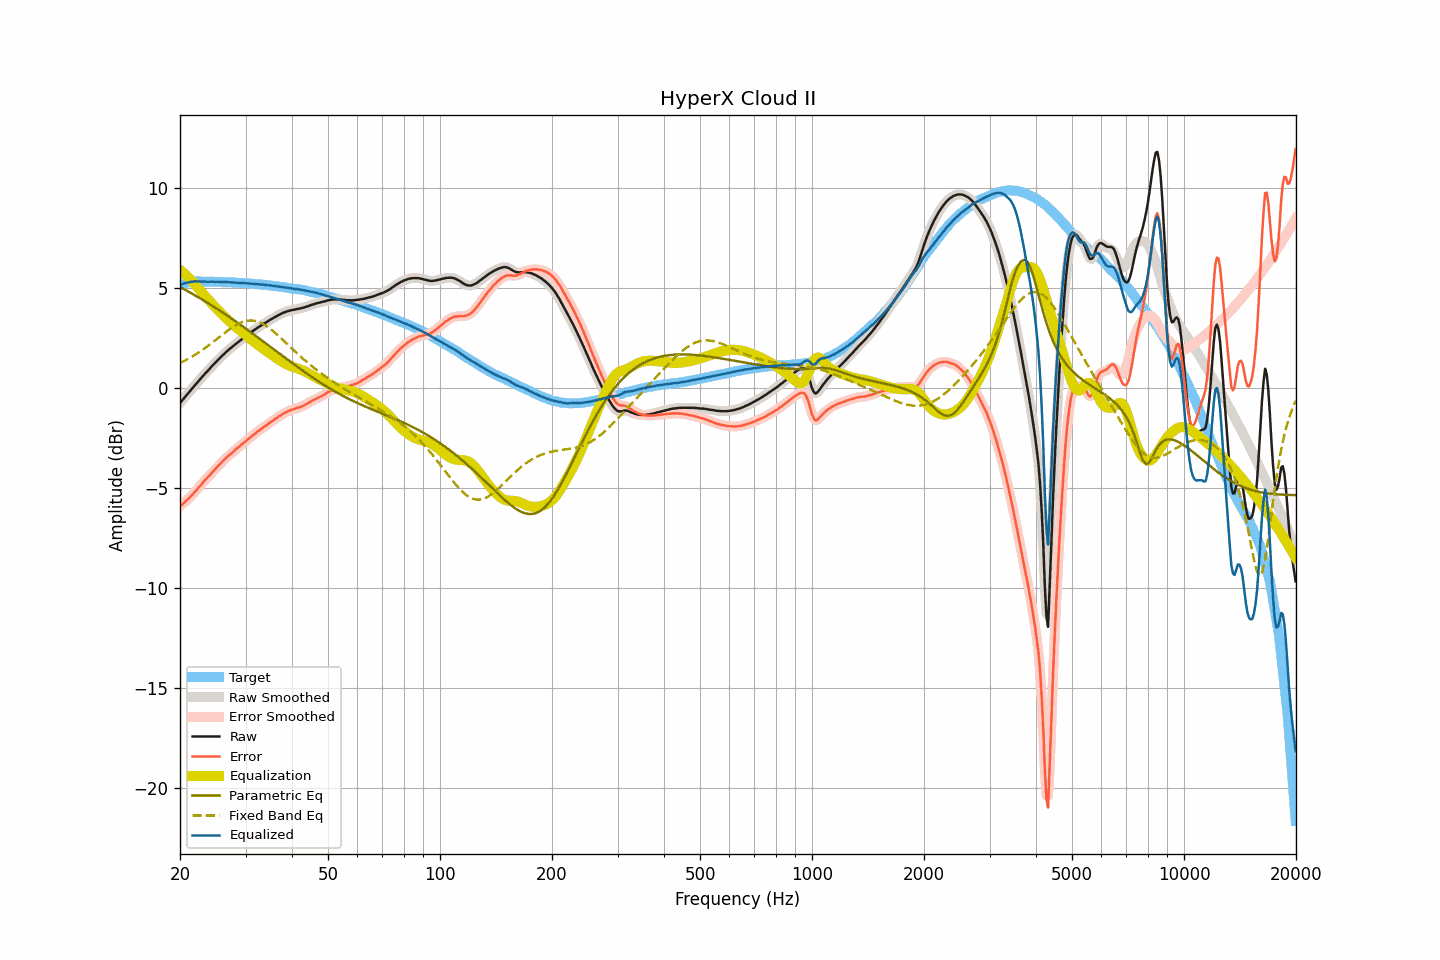 HyperX Cloud II
Amplitude (dBr)
10
5
0
−5
−10
−15
−20
Target
Raw Smoothed
Error Smoothed
Raw
Error
Equalization
Parametric Eq
Fixed Band Eq
Equalized
20 50 100 200 500 1000 2000 5000 10000 20000
Frequency (Hz)